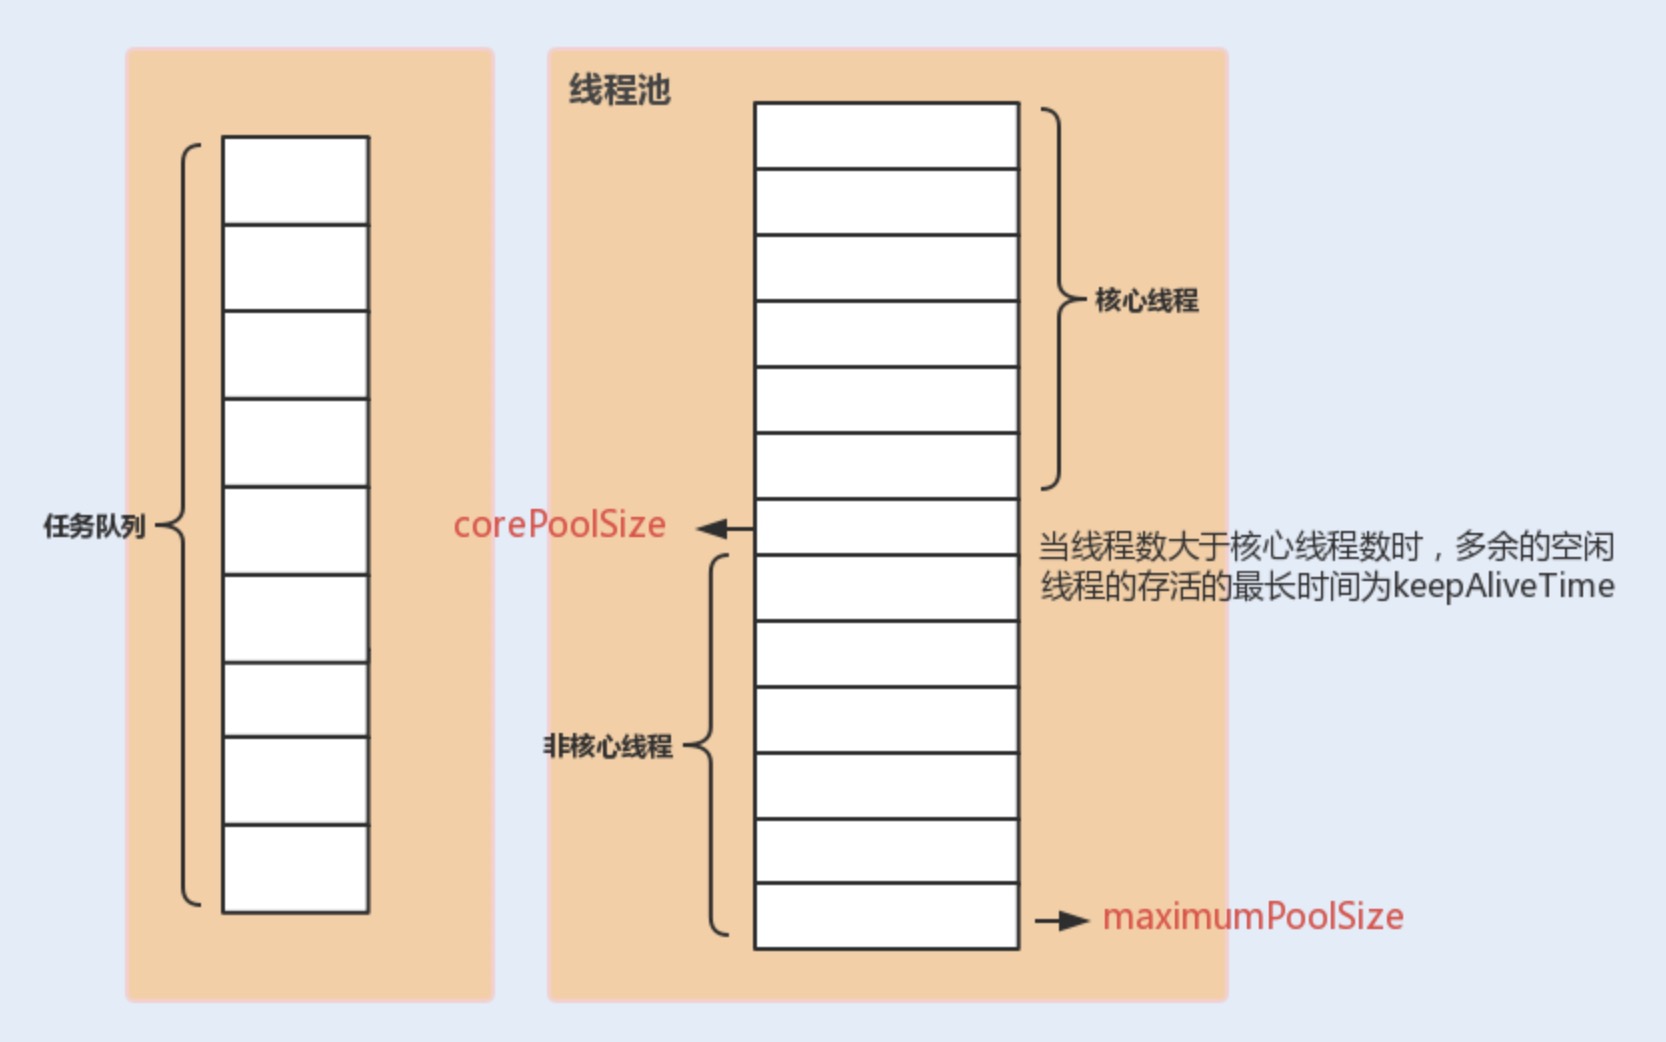 线程池
核心线程
任务队列
corePoolSize
当线程数大于核心线程数时，多余的空闲
线程的存活的最长时间为keepAliveTime
非核心线程
maximumPoolSize